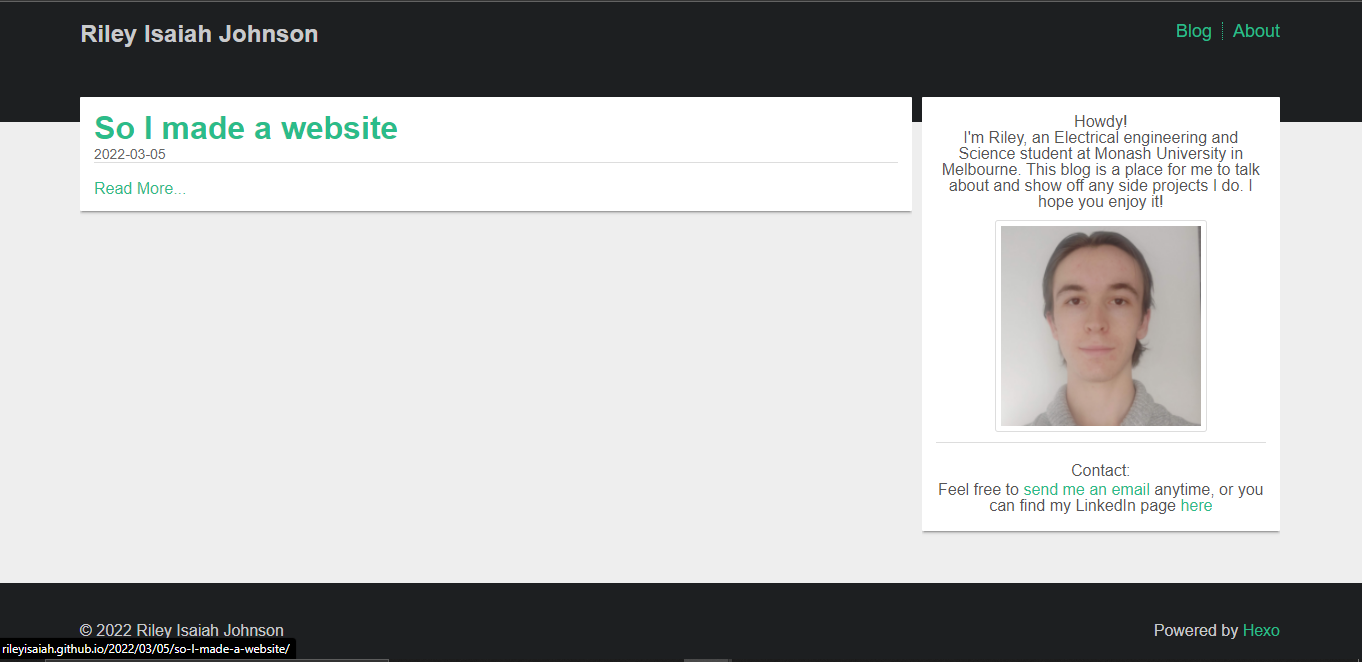 Riley Isaiah Johnson
Blog
About
So I made a website
2022-03-05
Read More...
Howdy!
I'm Riley, an Electrical engineering and
Science student at Monash University in
Melbourne. This blog is a place for me to talk
about and show off any side projects I do. I
hope you enjoy it!
Contact:
Feel free to send me an email anytime, or you
can find my LinkedIn page here
© 2022 Riley Isaiah Johnson
Powered by Hexo
rileyisaiah.github.io/2022/03/05/so-I-made-a-website/